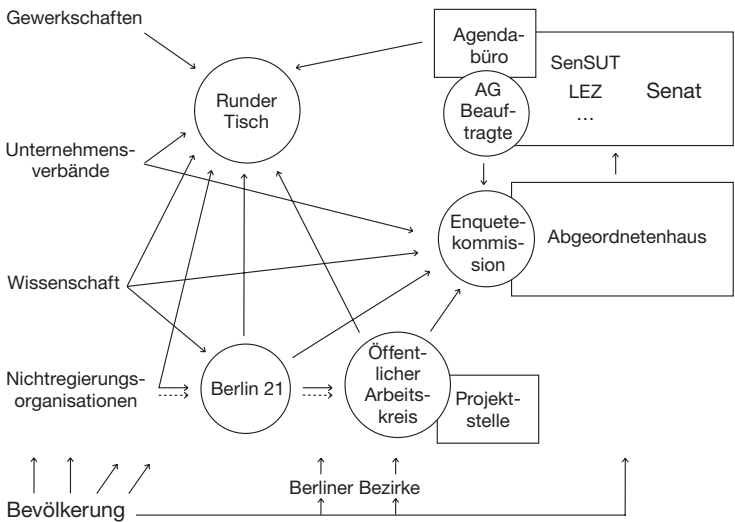 Gewerkschaften
Agenda-
büro
SenSUT
LEZ
...
Senat
Runder
Tisch
AG
Beauf-
tragte
Unternehmens-
verbände
Enquete-
kommis-
sion
Abgeordnetenhaus
Wissenschaft
Nichtregierungs-
organisationen
Berlin 21
Öffent-
licher
Arbeits-
kreis
Projekt-
stelle
Berliner Bezirke
Bevölkerung